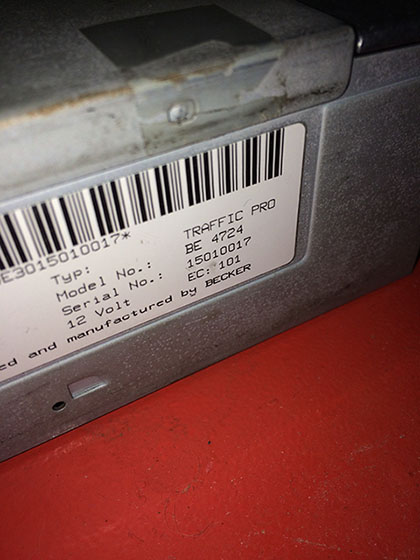 E3015010017*
Typ: TRAFFIC PRO
Model No.: BE 4724
Serial No.: 15010017
12 Volt EC: 101
and manufactured by BECKER